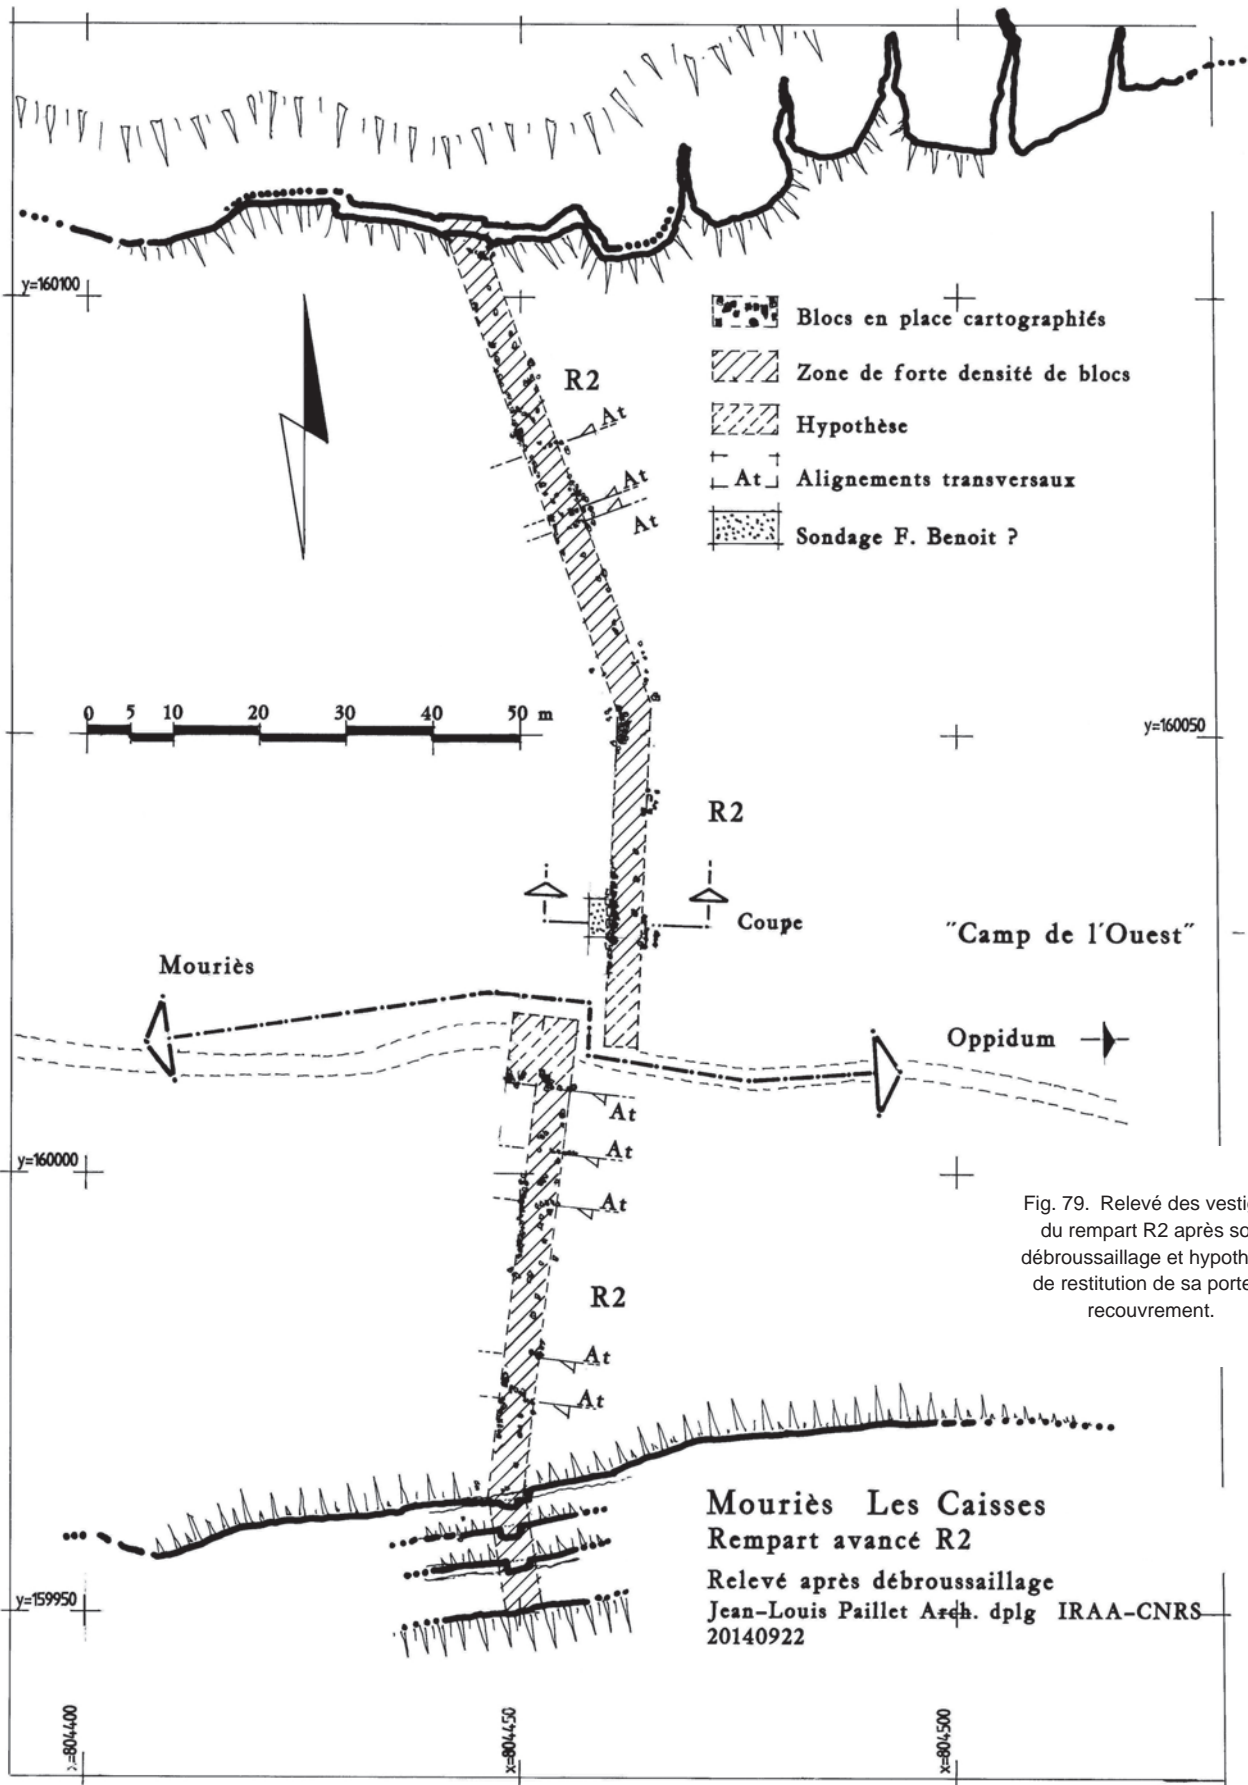 y=160100
R2
At
At
At
Blocs en place cartographiés
Zone de forte densité de blocs
Hypothèse
At Alignements transversaux
Sondage F. Benoit ?
0 5 10 20 30 40 50 m
y=160050
R2
Coupe
"Camp de l'Ouest"
Mouriès
Oppidum
At
At
At
y=160000
R2
At
At
Fig. 79. Relevé des
du rempart R2 après
débroussaillage et
de restitution de sa porte
recouvrement.
Mouriès Les Caisses
Rempart avancé R2
Relevé après débroussaillage
Jean-Louis Paillet Arch. dplg IRAA-CNRS
20140922
y=159950
x=804400
x=804450
x=804500